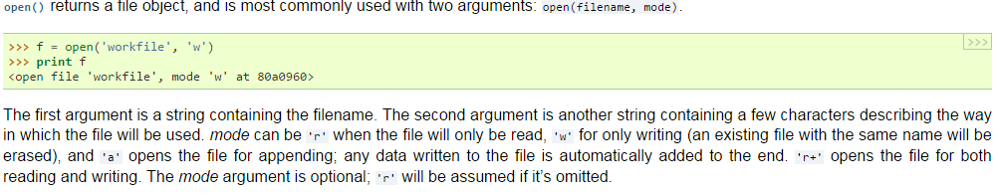 open() returns a file object, and is most commonly used with two arguments: open(filename, mode).
>>>
>>> f = open('workfile', 'w')
>>> print f
<open file 'workfile', mode 'w' at 80a0960>
The first argument is a string containing the filename. The second argument is another string containing a few characters describing the way
in which the file will be used. mode can be 'r' when the file will only be read, 'w' for only writing (an existing file with the same name will be
erased), and 'a' opens the file for appending; any data written to the file is automatically added to the end. 'r+' opens the file for both
reading and writing. The mode argument is optional; 'r' will be assumed if it's omitted.